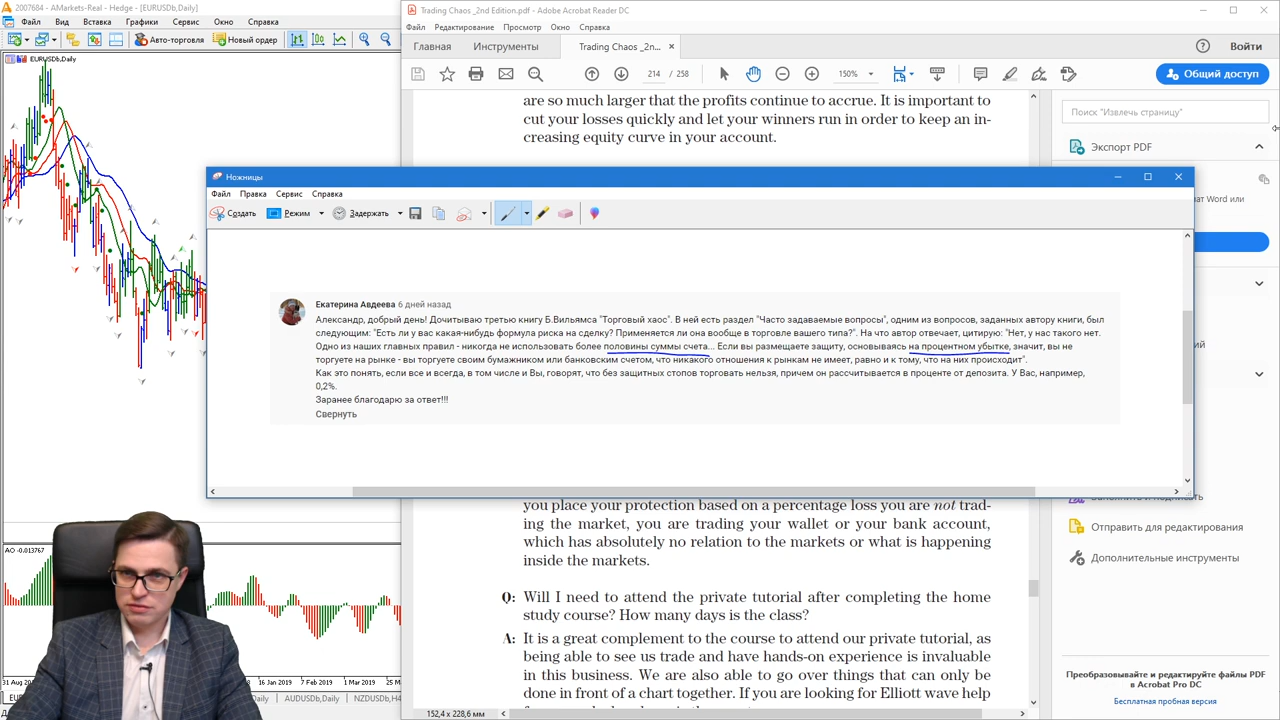 2007684 - AMarkets-Real - Hedge - [EURUSDb,Daily]
Файл Вид Вставка Графики Сервис Окно Справка
Авто-торговля Новый ордер
EURUSDb,Daily
Trading Chaos _2nd Edition.pdf - Adobe Acrobat Reader DC
Файл Редактирование Просмотр Окно Справка
Главная Инструменты Trading Chaos _2n... × Войти
214 / 258 150% Общий доступ
are so much larger that the profits continue to accrue. It is important to
cut your losses quickly and let your winners run in order to keep an in-
creasing equity curve in your account.
Поиск "Извлечь страницу"
Экспорт PDF
Ножницы
Файл Правка Сервис Справка
Создать Режим Задержать
Екатерина Авдеева 6 дней назад
Александр, добрый день! Дочитываю третью книгу Б.Вильямса "Торговый хаос". В ней есть раздел "Часто задаваемые вопросы", одним из вопросов, заданных автору книги, был
следующим: "Есть ли у вас какая-нибудь формула риска на сделку? Применяется ли она вообще в торговле вашего типа?". На что автор отвечает, цитирую: "Нет, у нас такого нет.
Одно из наших главных правил - никогда не использовать более половины суммы счета... Если вы размещаете защиту, основываясь на процентном убытке, значит, вы не
торгуете на рынке - вы торгуете своим бумажником или банковским счетом, что никакого отношения к рынкам не имеет, равно и к тому, что на них происходит".
Как это понять, если все и всегда, в том числе и Вы, говорят, что без защитных стопов торговать нельзя, причем он рассчитывается в проценте от депозита. У Вас, например,
0,2%.
Заранее благодарю за ответ!!!
Свернуть
ат Word или
you place your protection based on a percentage loss you are not trad-
ing the market, you are trading your wallet or your bank account,
which has absolutely no relation to the markets or what is happening
inside the markets.
Q: Will I need to attend the private tutorial after completing the home
study course? How many days is the class?
A: It is a great complement to the course to attend our private tutorial, as
being able to see us trade and have hands-on experience is invaluable
in this business. We are also able to go over things that can only be
done in front of a chart together. If you are looking for Elliott wave help
Отправить для редактирования
Дополнительные инструменты
Преобразовывайте и редактируйте файлы PDF
в Acrobat Pro DC
Бесплатная пробная версия
152,4 x 228,6 мм
AO -0.013767
31 Aug 16 Jan 2019 7 Feb 2019 1 Mar 2019
AUDUSDb,Daily NZDUSDb,H4